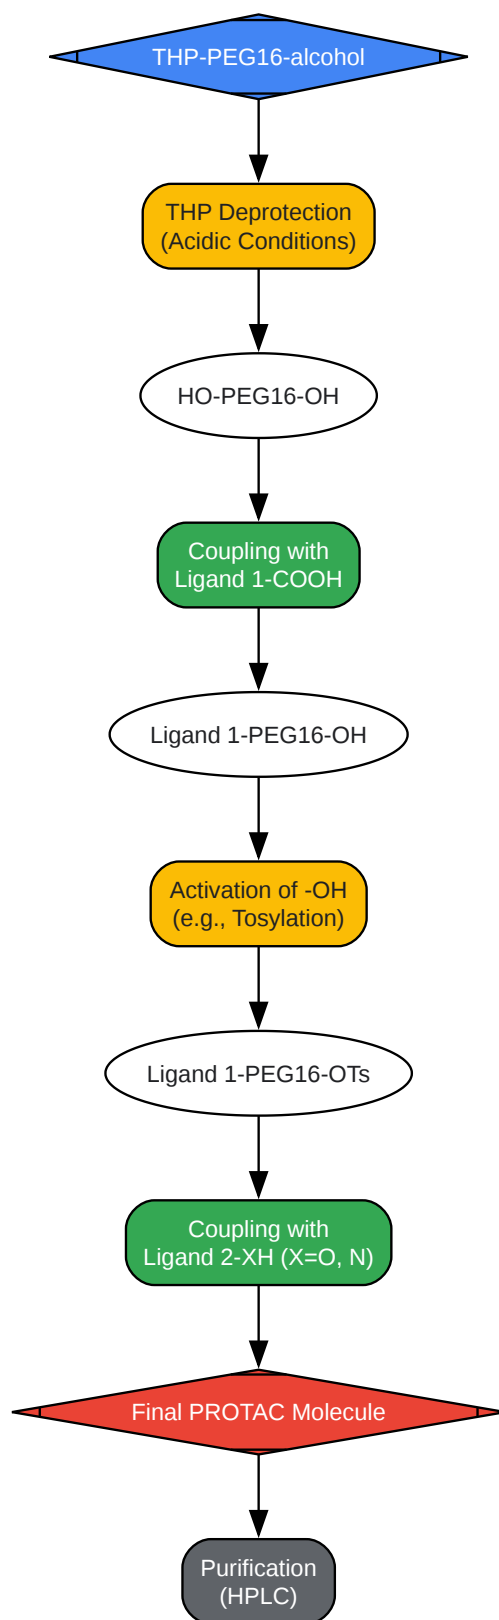 THP-PEG16-alcohol
THP Deprotection
(Acidic Conditions)
HO-PEG16-OH
Coupling with
Ligand 1-COOH
Ligand 1-PEG16-OH
Activation of -OH
(e.g., Tosylation)
Ligand 1-PEG16-OTs
Coupling with
Ligand 2-XH (X=O, N)
Final PROTAC Molecule
Purification
(HPLC)